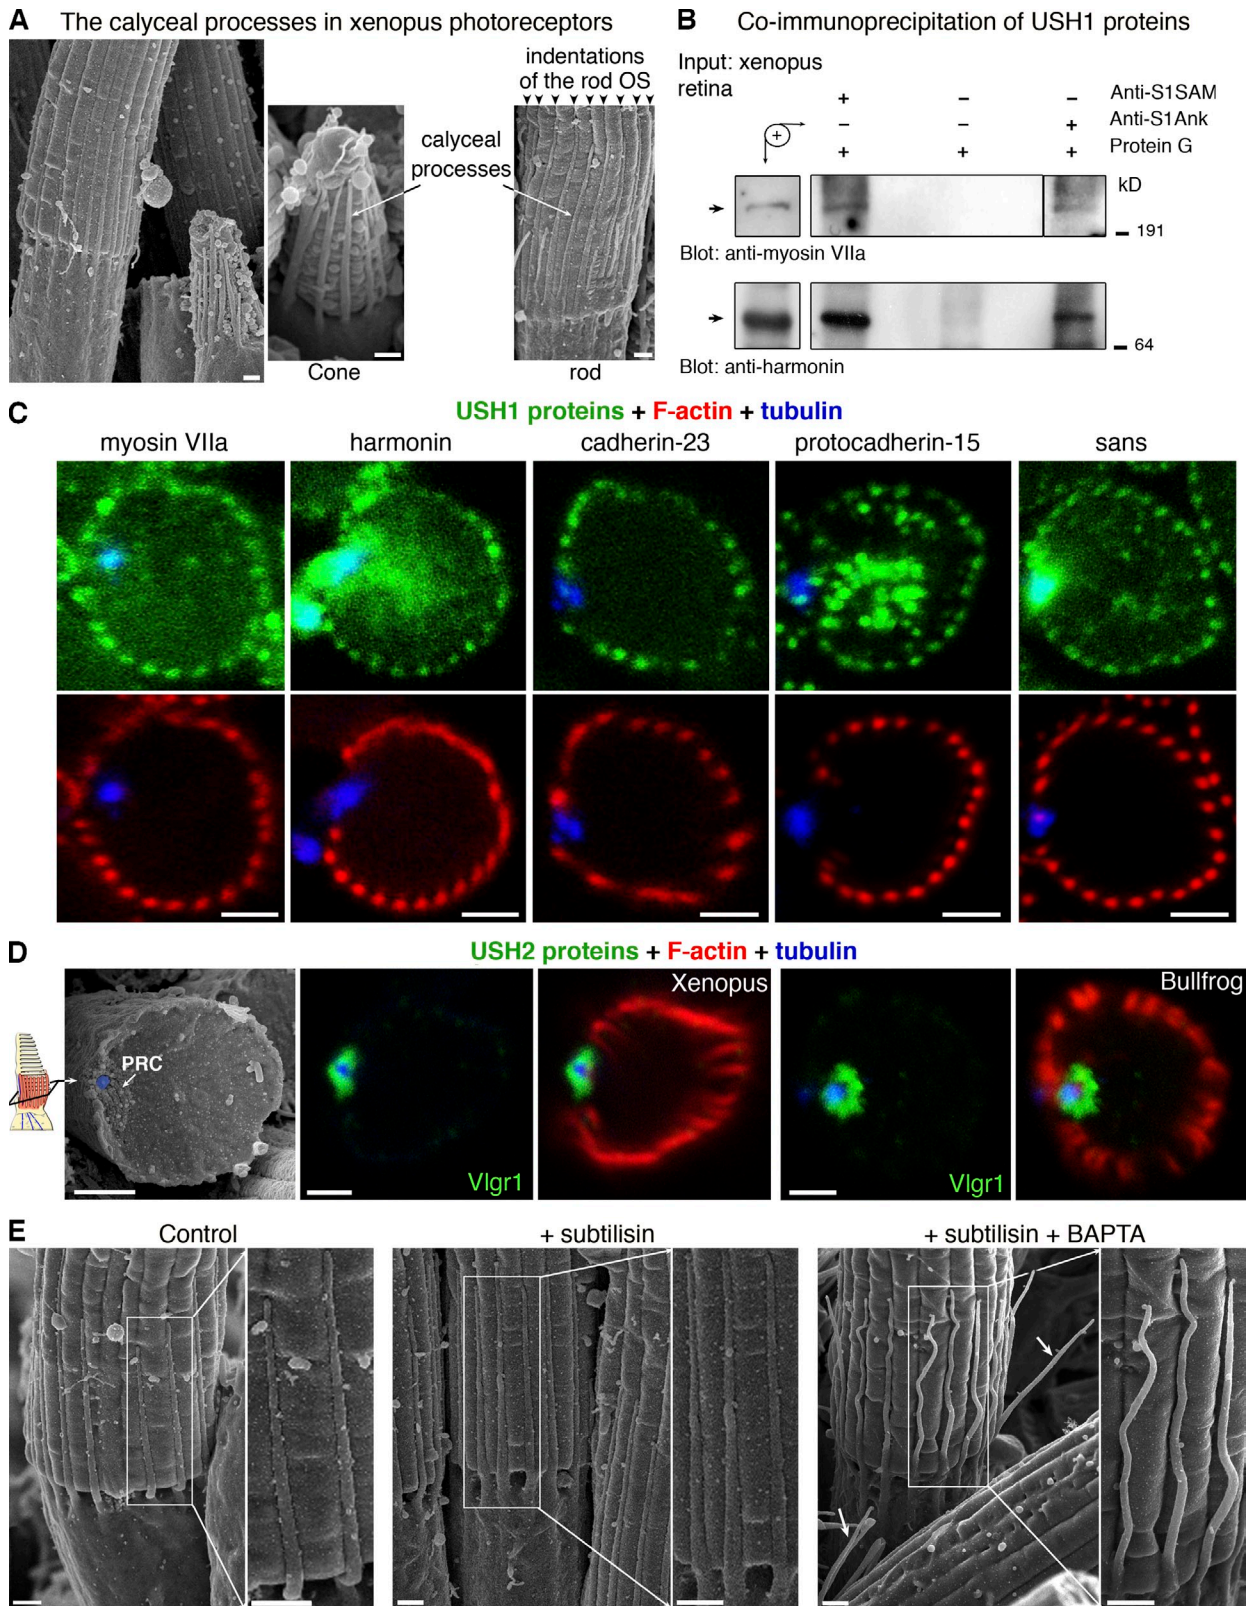 A The calyceal processes in xenopus photoreceptors
indentations
of the rod OS
calyceal
processes
Cone
rod
B Co-immunoprecipitation of USH1 proteins
Input: xenopus
retina
+ – – Anti-S1SAM
+ – – + Anti-S1Ank
+ + + Protein G
kD
191
Blot: anti-myosin VIIa
64
Blot: anti-harmonin
C USH1 proteins + F-actin + tubulin
myosin VIIa harmonin cadherin-23 protocadherin-15 sans
D USH2 proteins + F-actin + tubulin
PRC
Xenopus
Bullfrog
Vlgr1
Vlgr1
E Control + subtilisin + subtilisin + BAPTA